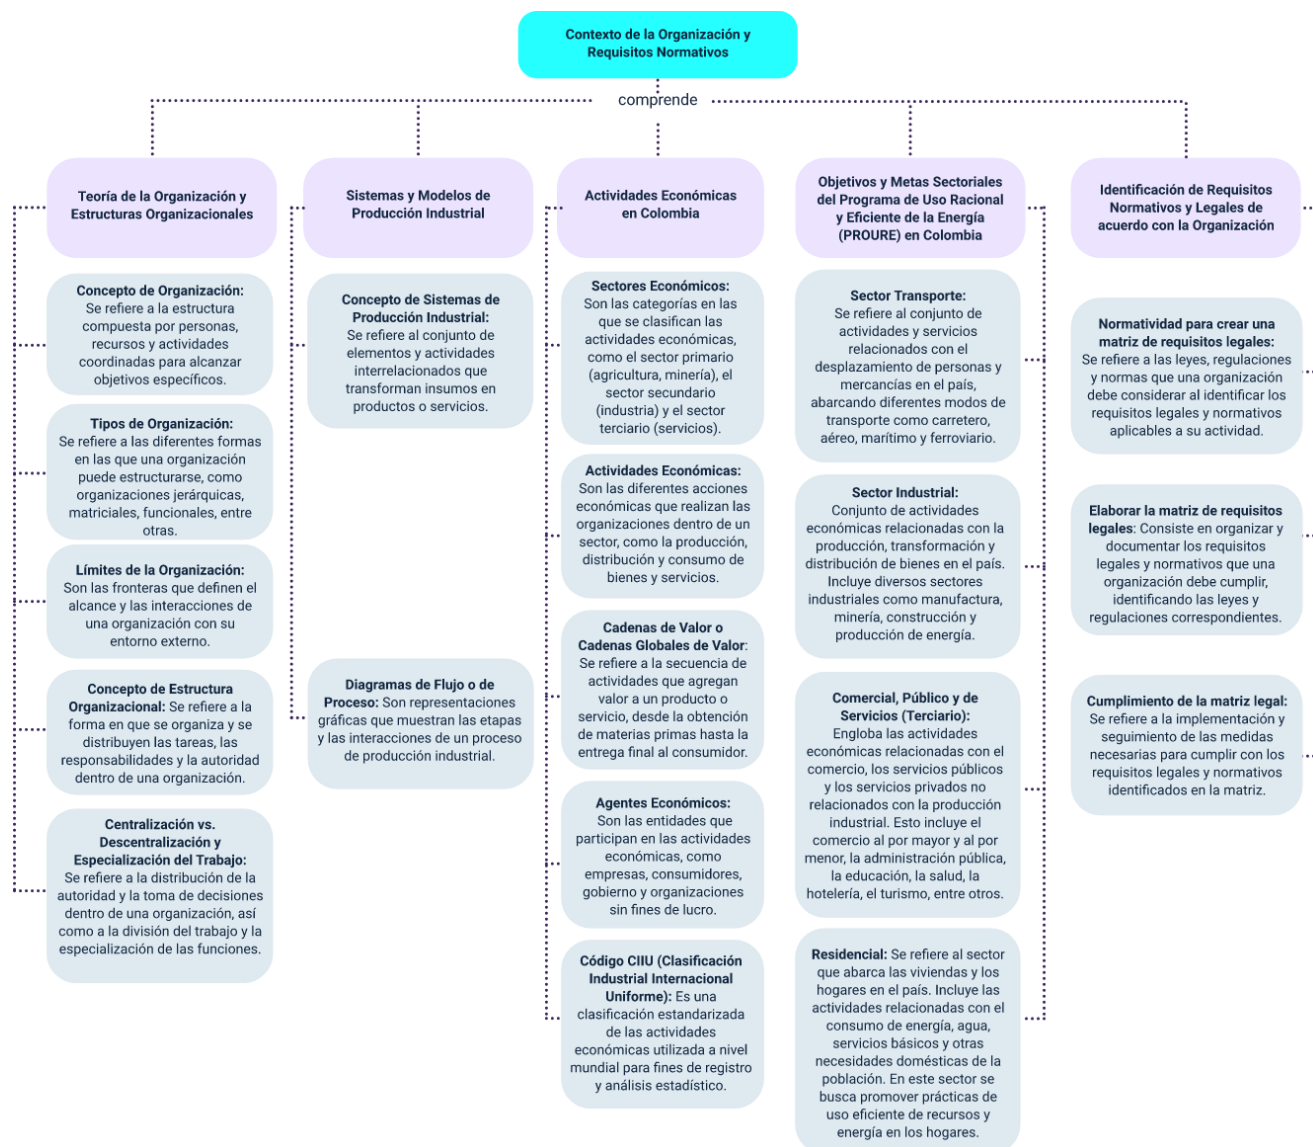 Contexto de la Organización y
Requisitos Normativos
comprende
Teoría de la Organización y
Estructuras Organizacionales
Concepto de Organización:
Se refiere a la estructura
compuesta por personas,
recursos y actividades
coordinadas para alcanzar
objetivos específicos.
Tipos de Organización:
Se refiere a las diferentes formas
en las que una organización
puede estructurarse, como
organizaciones jerárquicas,
matriciales, funcionales, entre
otras.
Límites de la Organización:
Son las fronteras que definen el
alcance y las interacciones de
una organización con su
entorno externo.
Concepto de Estructura
Organizacional: Se refiere a la
forma en que se organiza y se
distribuyen las tareas, las
responsabilidades y la autoridad
dentro de una organización.
Centralización vs.
Descentralización y
Especialización del Trabajo:
Se refiere a la distribución de la
autoridad y la toma de decisiones
dentro de una organización, así
como a la división del trabajo y la
especialización de las funciones.
Sistemas y Modelos de
Producción Industrial
Concepto de Sistemas de
Producción Industrial:
Se refiere al conjunto de
elementos y actividades
interrelacionados que
transforman insumos en
productos o servicios.
Diagramas de Flujo o de
Proceso: Son representaciones
gráficas que muestran las etapas
y las interacciones de un proceso
de producción industrial.
Actividades Económicas
en Colombia
Sectores Económicos:
Son las categorías en las
que se clasifican las
actividades económicas,
como el sector primario
(agricultura, minería), el
sector secundario
(industria) y el sector
terciario (servicios).
Actividades Económicas:
Son las diferentes acciones
económicas que realizan las
organizaciones dentro de un
sector, como la producción,
distribución y consumo de
bienes y servicios.
Cadenas de Valor o
Cadenas Globales de Valor:
Se refiere a la secuencia de
actividades que agregan
valor a un producto o
servicio, desde la obtención
de materias primas hasta la
entrega final al consumidor.
Agentes Económicos:
Son las entidades que
participan en las actividades
económicas, como
empresas, consumidores,
gobierno y organizaciones
sin fines de lucro.
Código CIIU (Clasificación
Industrial Internacional
Uniforme): Es una
clasificación estandarizada
de las actividades
económicas utilizada a nivel
mundial para fines de registro
y análisis estadístico.
Objetivos y Metas Sectoriales
del Programa de Uso Racional
y Eficiente de la Energía
(PROURE) en Colombia
Sector Transporte:
Se refiere al conjunto de
actividades y servicios
relacionados con el
desplazamiento de personas y
mercancías en el país,
abarcando diferentes modos de
transporte como carretero,
aéreo, marítimo y ferroviario.
Sector Industrial:
Conjunto de actividades
económicas relacionadas con la
producción, transformación y
distribución de bienes en el país.
Incluye diversos sectores
industriales como manufactura,
minería, construcción y
producción de energía.
Comercial, Público y de
Servicios (Terciario):
Engloba las actividades
económicas relacionadas con el
comercio, los servicios públicos
y los servicios privados no
relacionados con la producción
industrial. Esto incluye el
comercio al por mayor y al por
menor, la administración pública,
la educación, la salud, la
hotelería, el turismo, entre otros.
Residencial: Se refiere al sector
que abarca las viviendas y los
hogares en el país. Incluye las
actividades relacionadas con el
consumo de energía, agua,
servicios básicos y otras
necesidades domésticas de la
población. En este sector se
busca promover prácticas de
uso eficiente de recursos y
energía en los hogares.
Identificación de Requisitos
Normativos y Legales de
acuerdo con la Organización
Normatividad para crear una
matriz de requisitos legales:
Se refiere a las leyes, regulaciones
y normas que una organización
debe considerar al identificar los
requisitos legales y normativos
aplicables a su actividad.
Elaborar la matriz de requisitos
legales: Consiste en organizar y
documentar los requisitos
legales y normativos que una
organización debe cumplir,
identificando las leyes y
regulaciones correspondientes.
Cumplimiento de la matriz legal:
Se refiere a la implementación y
seguimiento de las medidas
necesarias para cumplir con los
requisitos legales y normativos
identificados en la matriz.